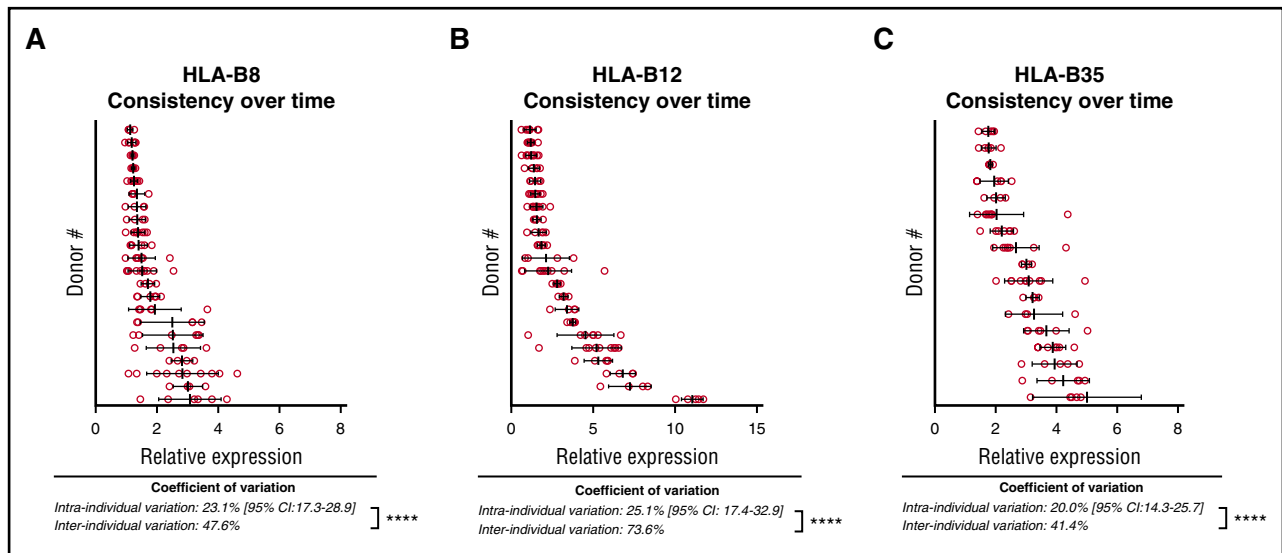 A
HLA-B8
Consistency over time
Donor #
0 2 4 6 8
Relative expression
Coefficient of variation
Intra-individual variation: 23.1% [95% CI:17.3-28.9]
Inter-individual variation: 47.6%
****
B
HLA-B12
Consistency over time
Donor #
0 5 10 15
Relative expression
Coefficient of variation
Intra-individual variation: 25.1% [95% CI: 17.4-32.9]
Inter-individual variation: 73.6%
****
C
HLA-B35
Consistency over time
Donor #
0 2 4 6 8
Relative expression
Coefficient of variation
Intra-individual variation: 20.0% [95% CI:14.3-25.7]
Inter-individual variation: 41.4%
****